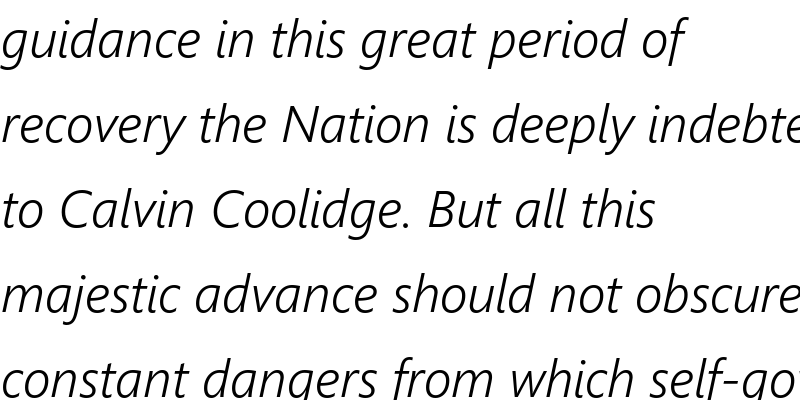 guidance in this great period of
recovery the Nation is deeply indebte
to Calvin Coolidge. But all this
majestic advance should not obscure
constant dangers from which self-go